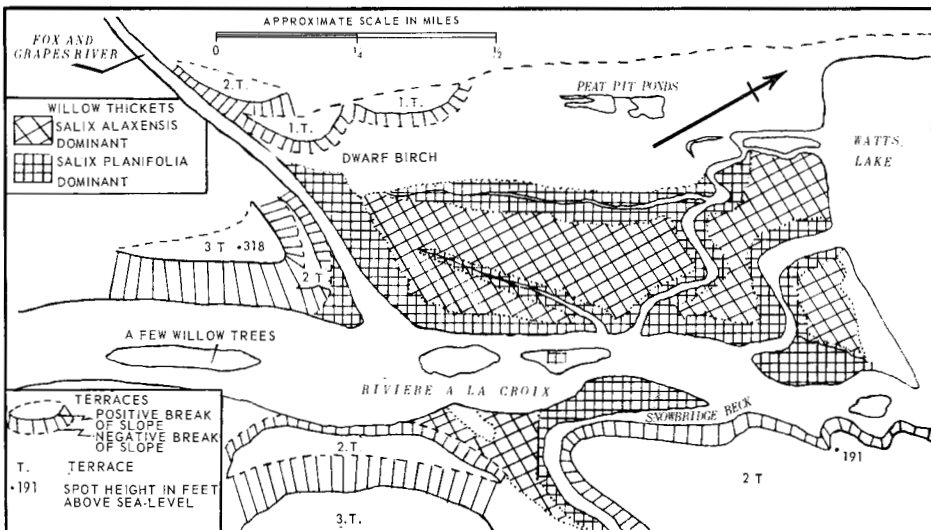 APPROXIMATE SCALE IN MILES
0 1/4 1/2
FOX AND
GRAPES RIVER
2.T.
1.T.
1.T.
PEAT PIT PONDS
WILLOW THICKETS
SALIX ALAXENSIS
DOMINANT
SALIX PLANIFOLIA
DOMINANT
DWARF BIRCH
WATTS
LAKE
3 T •318
2 T
A FEW WILLOW TREES
RIVIERE A LA CROIX
SNOWBRIDGE BECK
TERRACES
POSITIVE BREAK
OF SLOPE
NEGATIVE BREAK
OF SLOPE
T. TERRACE
•191 SPOT HEIGHT IN FEET
ABOVE SEA-LEVEL
2.T.
3.T.
2 T
•191